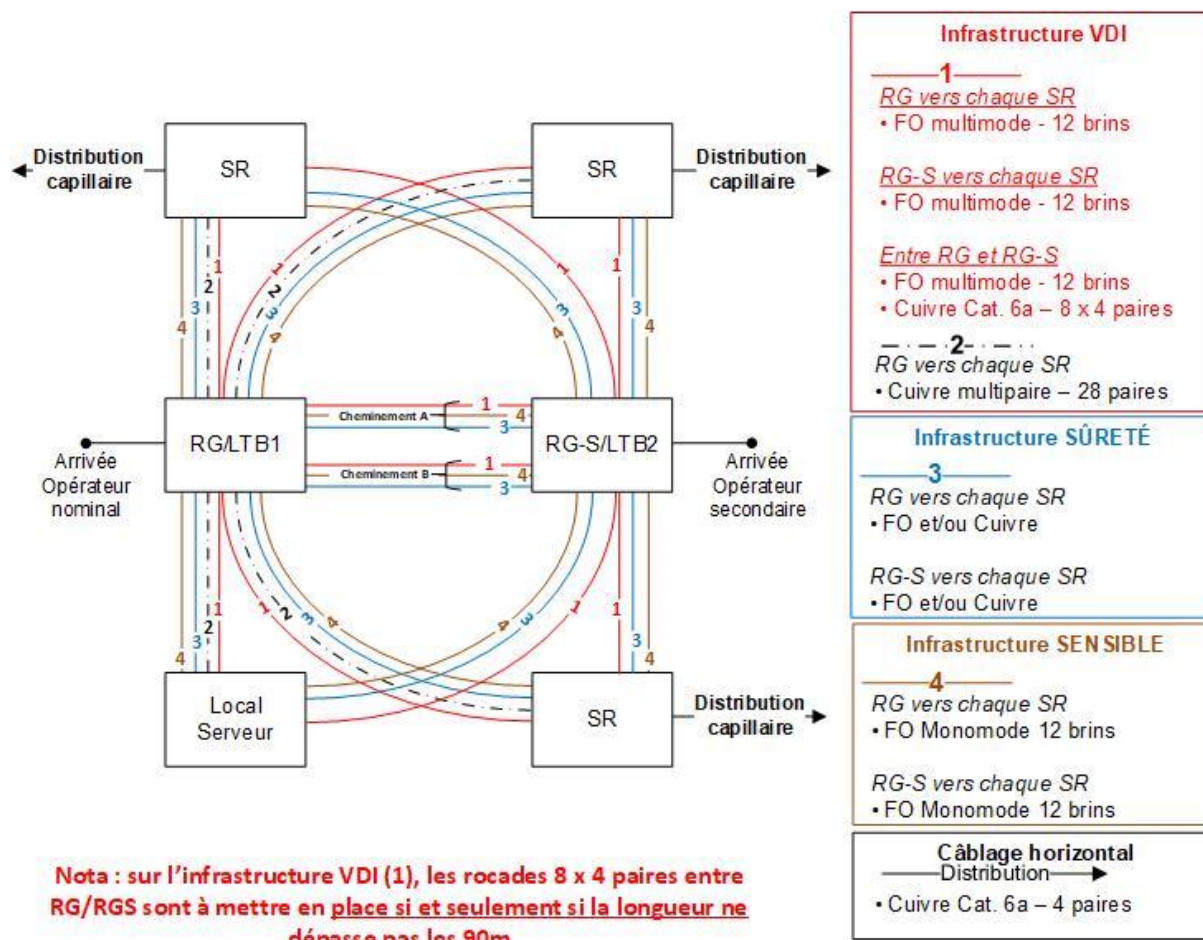 SR
SR
Distribution
capillaire
Distribution
capillaire
1
1
1
1
2
2
3
3
3
3
4
4
4
4
RG/LTB1
Cheminement A
1
4
3
Cheminement B
1
4
3
RG-S/LTB2
Arrivée
Opérateur
nominal
Arrivée
Opérateur
secondaire
1
1
1
1
2
2
3
3
3
3
4
4
4
4
Local
Serveur
SR
Distribution
capillaire
Nota : sur l'infrastructure VDI (1), les rocades 8 x 4 paires entre
RG/RGS sont à mettre en place si et seulement si la longueur ne
dépasse pas les 90m
Infrastructure VDI
1
RG vers chaque SR
• FO multimode - 12 brins
RG-S vers chaque SR
• FO multimode - 12 brins
Entre RG et RG-S
• FO multimode - 12 brins
• Cuivre Cat. 6a – 8 x 4 paires
2
RG vers chaque SR
• Cuivre multipaire – 28 paires
Infrastructure SÛRETÉ
3
RG vers chaque SR
• FO et/ou Cuivre
RG-S vers chaque SR
• FO et/ou Cuivre
Infrastructure SENSIBLE
4
RG vers chaque SR
• FO Monomode 12 brins
RG-S vers chaque SR
• FO Monomode 12 brins
Câblage horizontal
Distribution
• Cuivre Cat. 6a – 4 paires